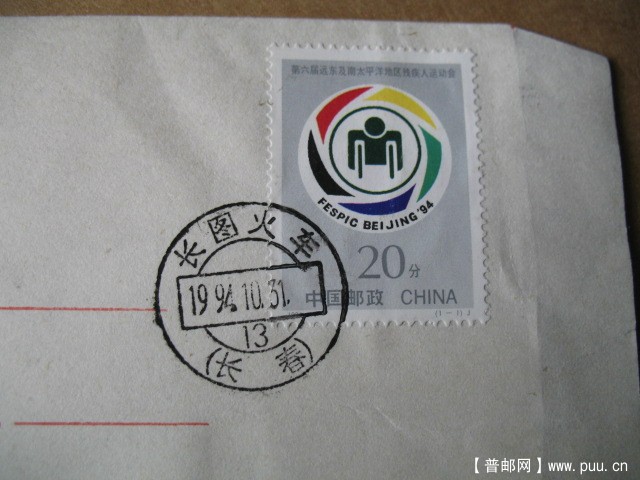 第六届远东及南太平洋地区残疾人运动会
FESPIC BEIJING '94
20分
中国邮政 CHINA
(1-1)J
长图火车
1994.10.31.
13
(长春)
【普邮网】www.puu.cn